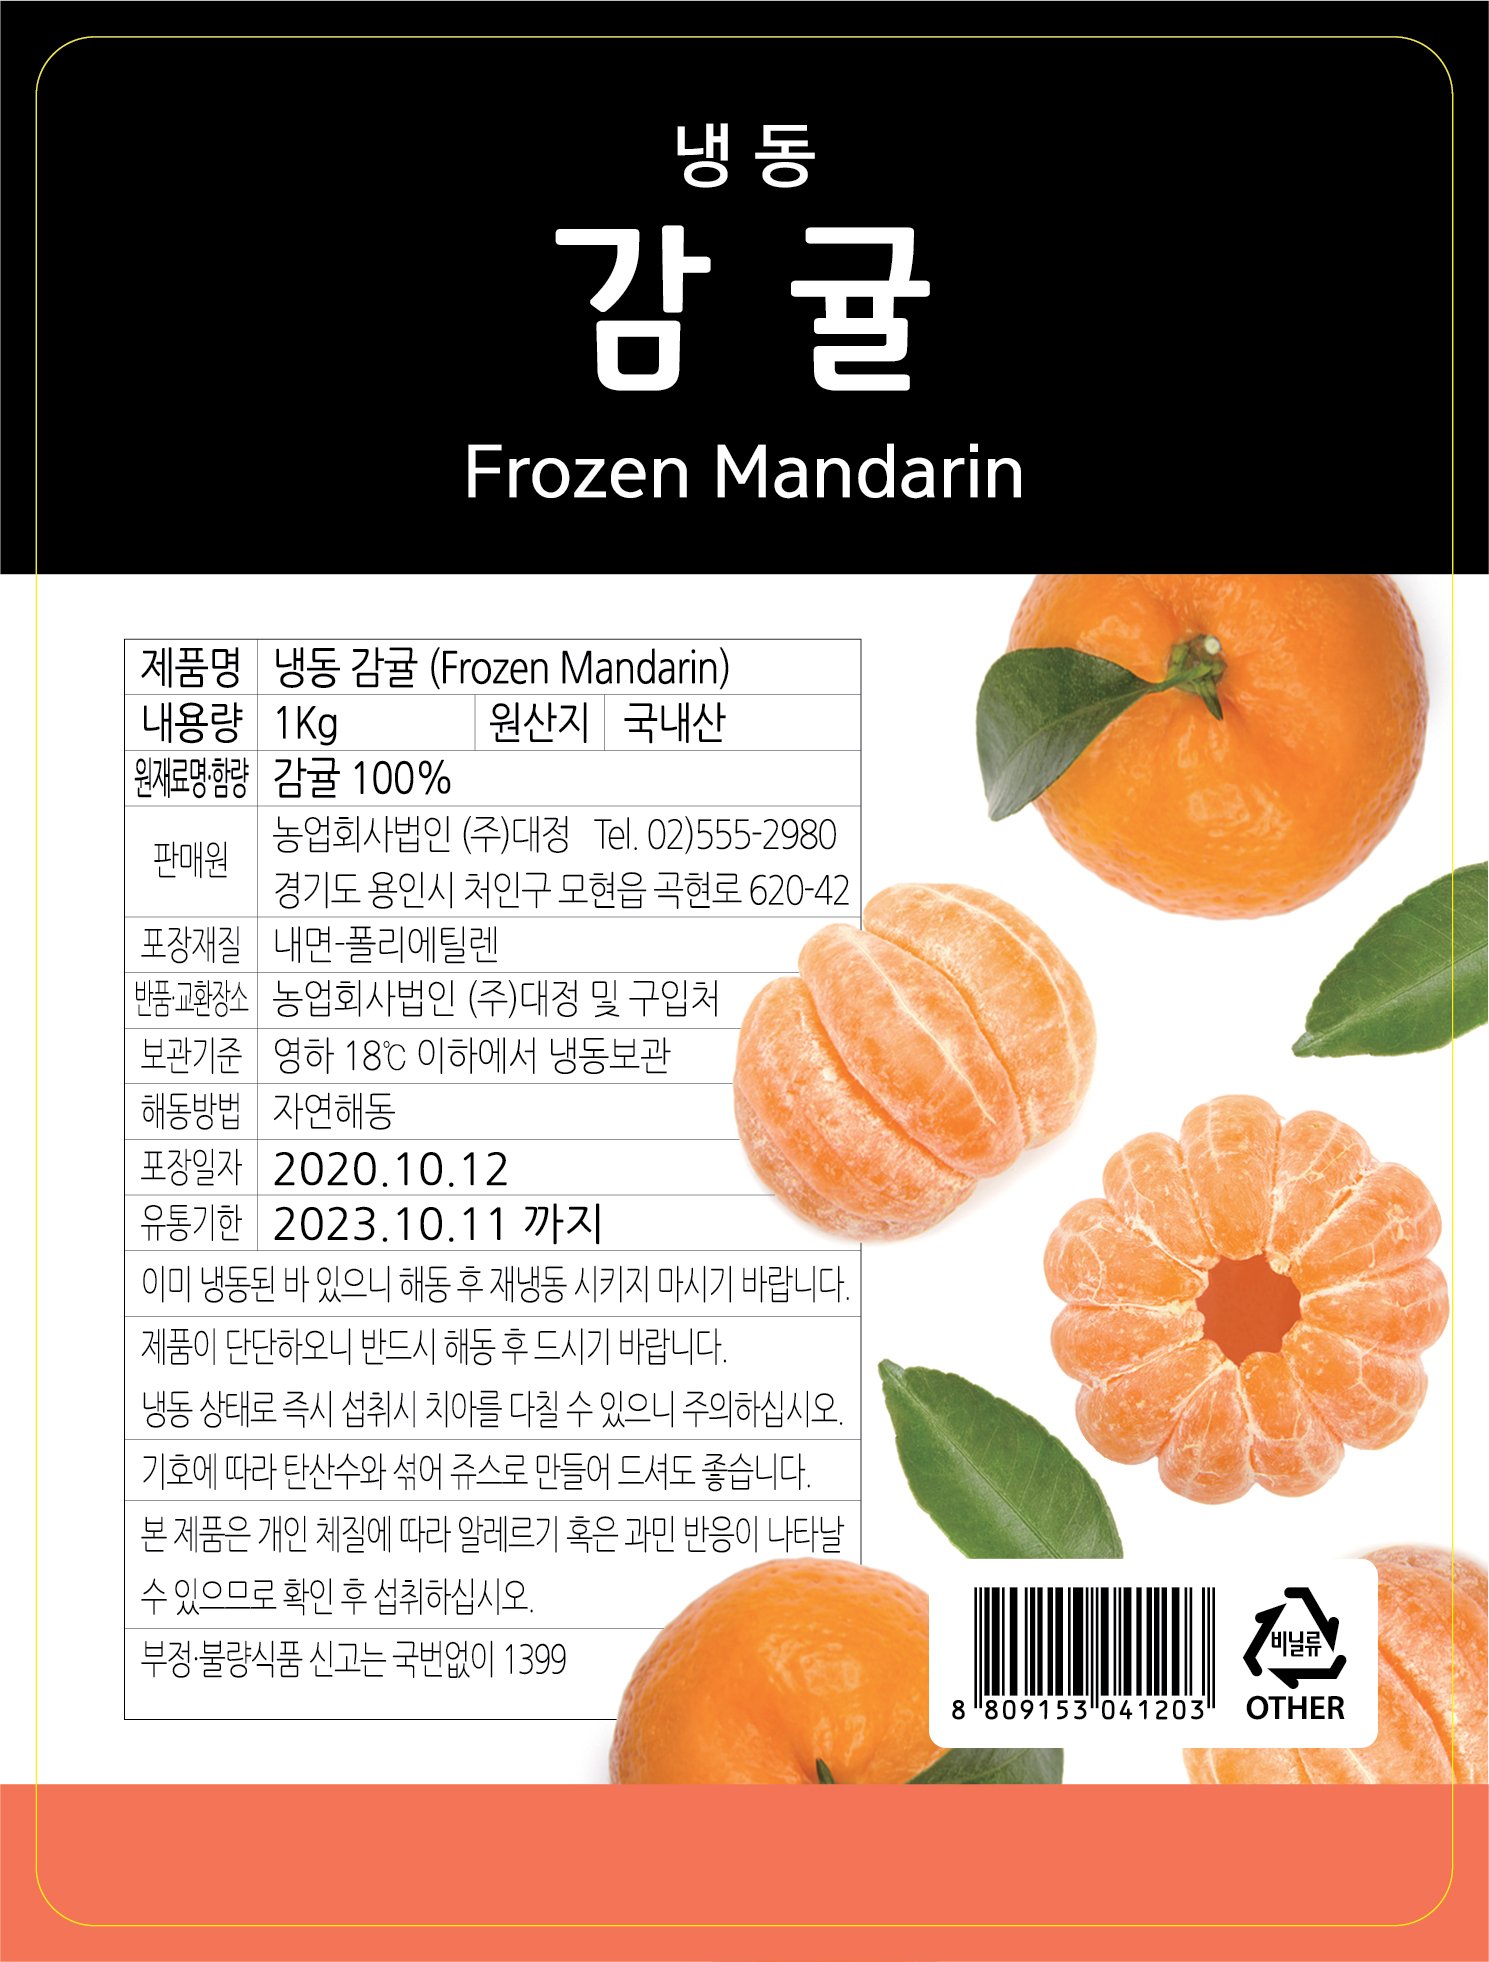 냉동
감귤
Frozen Mandarin
제품명 냉동 감귤 (Frozen Mandarin)
내용량 1Kg 원산지 국내산
원재료명·함량 감귤 100%
판매원 농업회사법인 (주)대정 Tel. 02)555-2980
경기도 용인시 처인구 모현읍 곡현로 620-42
포장재질 내면-폴리에틸렌
반품·교환장소 농업회사법인 (주)대정 및 구입처
보관기준 영하 18℃ 이하에서 냉동보관
해동방법 자연해동
포장일자 2020.10.12
유통기한 2023.10.11 까지
이미 냉동된 바 있으니 해동 후 재냉동 시키지 마시기 바랍니다.
제품이 단단하오니 반드시 해동 후 드시기 바랍니다.
냉동 상태로 즉시 섭취시 치아를 다칠 수 있으니 주의하십시오.
기호에 따라 탄산수와 섞어 쥬스로 만들어 드셔도 좋습니다.
본 제품은 개인 체질에 따라 알레르기 혹은 과민 반응이 나타날
수 있으므로 확인 후 섭취하십시오.
부정·불량식품 신고는 국번없이 1399
비닐류
OTHER
8 809153 041203